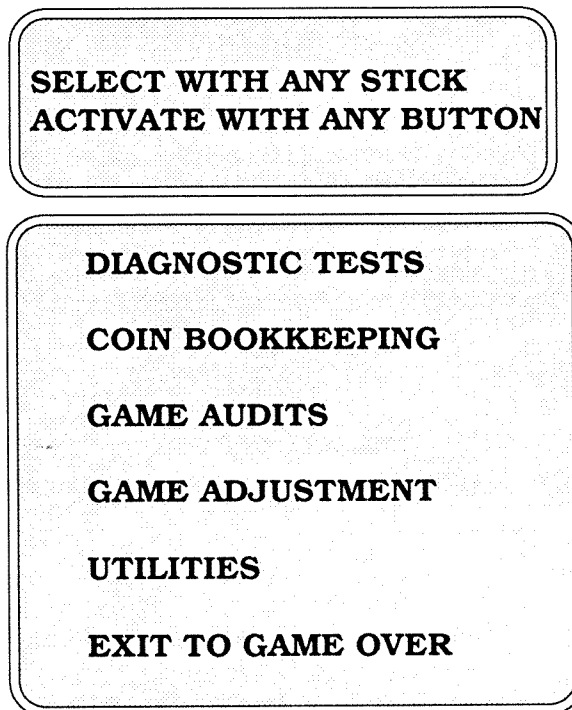 SELECT WITH ANY STICK
ACTIVATE WITH ANY BUTTON
DIAGNOSTIC TESTS
COIN BOOKKEEPING
GAME AUDITS
GAME ADJUSTMENT
UTILITIES
EXIT TO GAME OVER